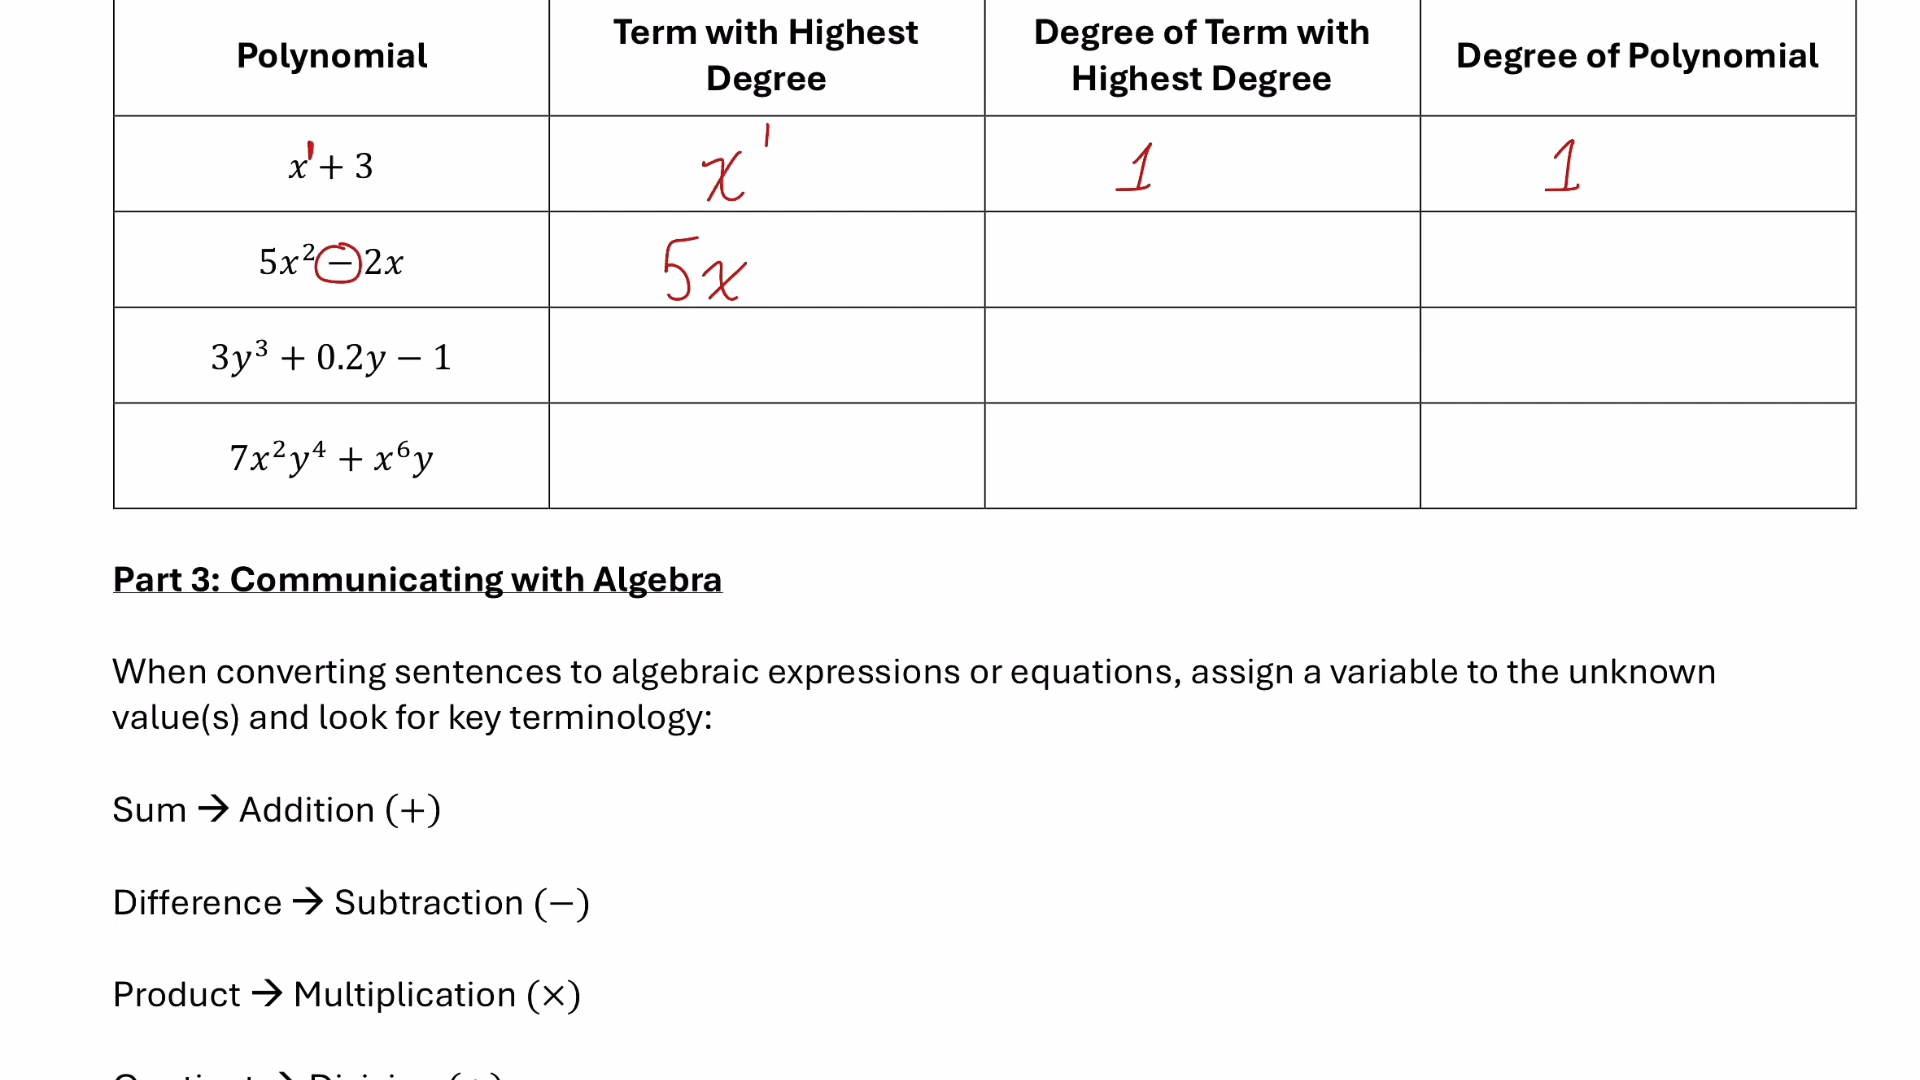 Polynomial
Term with Highest Degree
Degree of Term with Highest Degree
Degree of Polynomial
x¹ + 3
x¹
1
1
5x² − 2x
5x
3y³ + 0.2y − 1
7x²y⁴ + x⁶y
Part 3: Communicating with Algebra
When converting sentences to algebraic expressions or equations, assign a variable to the unknown
value(s) and look for key terminology:
Sum → Addition (+)
Difference → Subtraction (−)
Product → Multiplication (×)